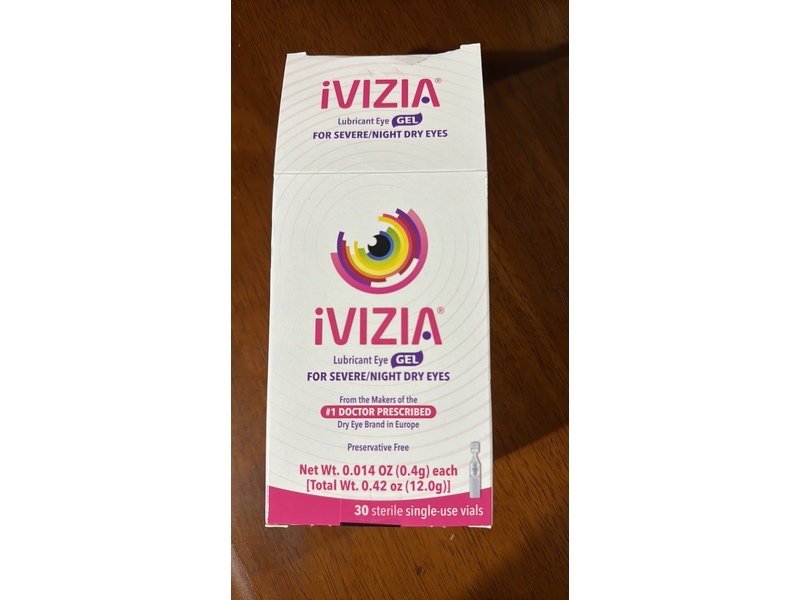 iVIZIA®
Lubricant Eye GEL
FOR SEVERE/NIGHT DRY EYES
iVIZIA®
Lubricant Eye GEL
FOR SEVERE/NIGHT DRY EYES
From the Makers of the
#1 DOCTOR PRESCRIBED
Dry Eye Brand in Europe
Preservative Free
Net Wt. 0.014 OZ (0.4g) each
[Total Wt. 0.42 oz (12.0g)]
30 sterile single-use vials